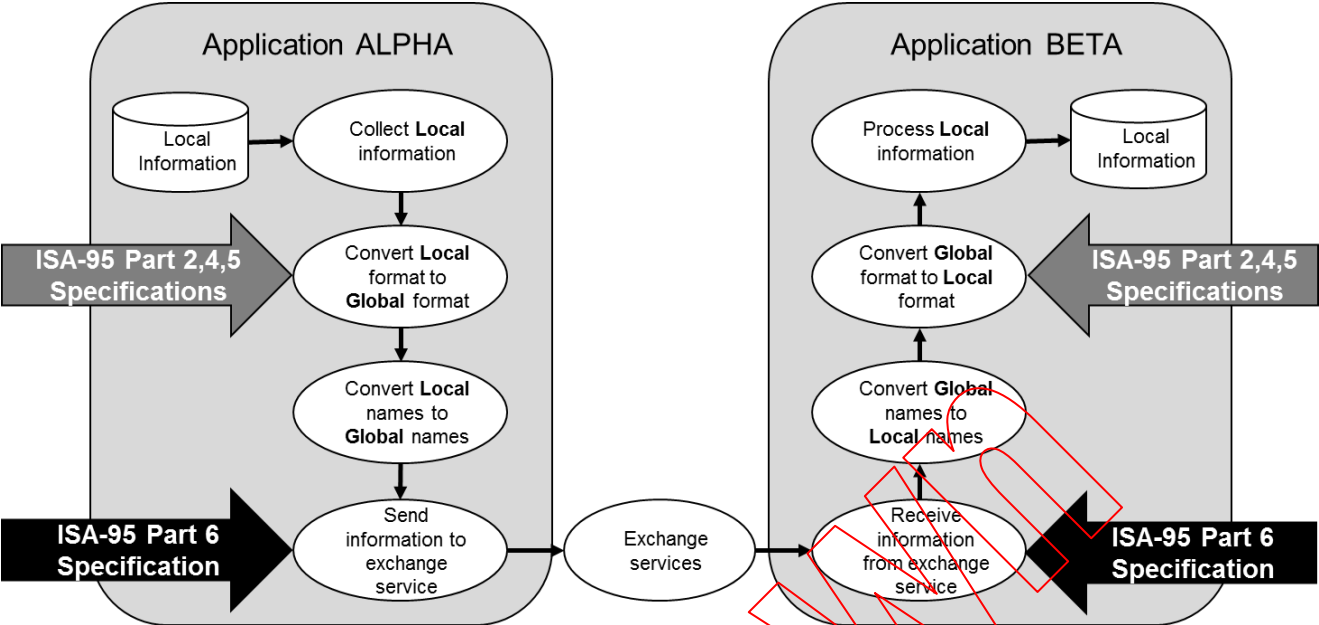 Application ALPHA
Local
Information
Collect Local
information
ISA-95 Part 2,4,5
Specifications
Convert Local
format to
Global format
Convert Local
names to
Global names
ISA-95 Part 6
Specification
Send
information to
exchange
service
Exchange
services
Application BETA
Process Local
information
Local
Information
Convert Global
format to Local
format
ISA-95 Part 2,4,5
Specifications
Convert Global
names to
Local names
Receive
information
from exchange
service
ISA-95 Part 6
Specification